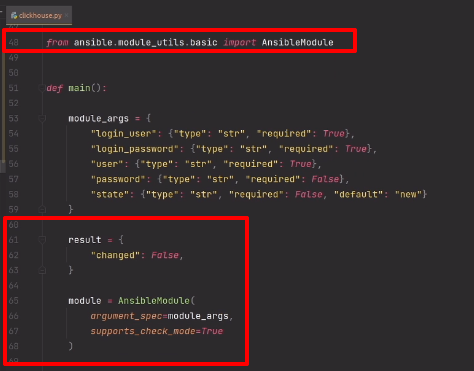 clickhouse.py
47
48 from ansible.module_utils.basic import AnsibleModule
49
50
51 def main():
52
53 module_args = {
54 "login_user": {"type": "str", "required": True},
55 "login_password": {"type": "str", "required": True},
56 "user": {"type": "str", "required": True},
57 "password": {"type": "str", "required": False},
58 "state": {"type": "str", "required": False, "default": "new"}
59 }
60
61 result = {
62 "changed": False,
63 }
64
65 module = AnsibleModule(
66 argument_spec=module_args,
67 supports_check_mode=True
68 )
69